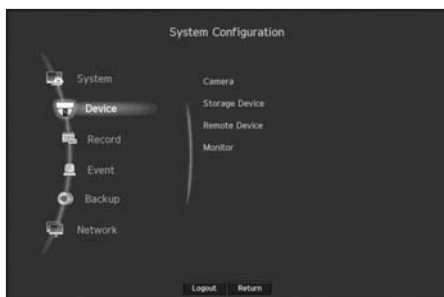 System Configuration
System
Device
Record
Event
Backup
Network
Camera
Storage Device
Remote Device
Monitor
Logout Return